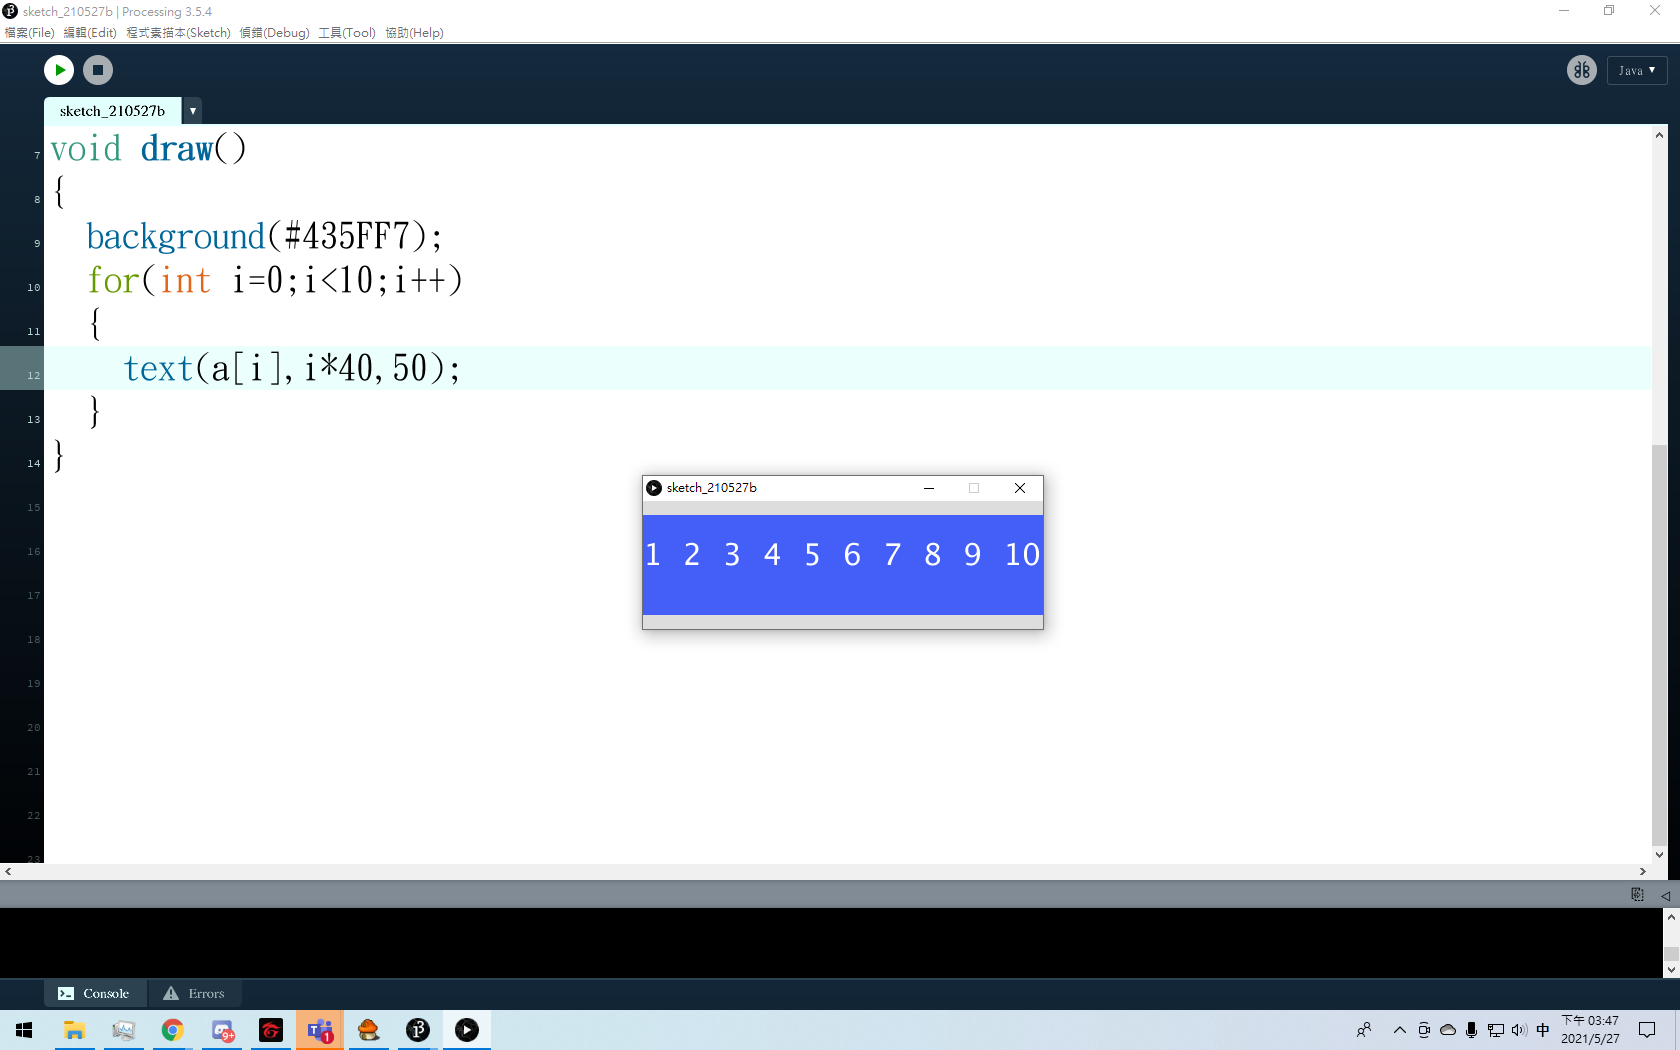 sketch_210527b | Processing 3.5.4
檔案(File) 編輯(Edit) 程式素描本(Sketch) 偵錯(Debug) 工具(Tool) 協助(Help)
Java ▼
sketch_210527b ▼
7 void draw()
8 {
9 background(#435FF7);
10 for(int i=0;i<10;i++)
11 {
12 text(a[i],i*40,50);
13 }
14 }
sketch_210527b
15
16
1 2 3 4 5 6 7 8 9 10
17
18
19
20
21
22
23
Console Errors
9+
1
中
下午 03:47
2021/5/27